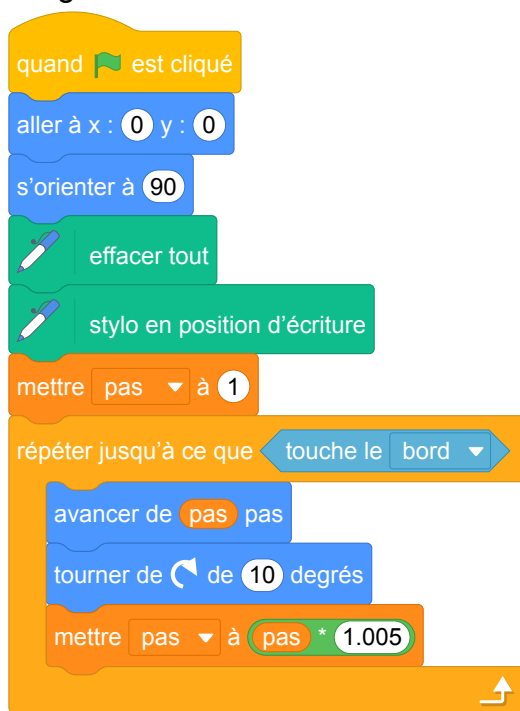 quand est cliqué
aller à x : 0 y : 0
s'orienter à 90
effacer tout
stylo en position d'écriture
mettre pas à 1
répéter jusqu'à ce que touche le bord
avancer de pas pas
tourner de de 10 degrés
mettre pas à pas * 1.005